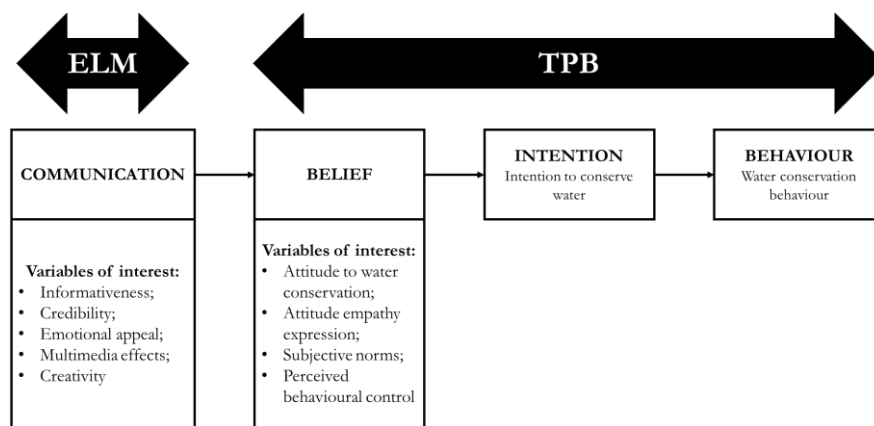 ELM
TPB
COMMUNICATION
Variables of interest:
• Informativeness;
• Credibility;
• Emotional appeal;
• Multimedia effects;
• Creativity
BELIEF
Variables of interest:
• Attitude to water
conservation;
• Attitude empathy
expression;
• Subjective norms;
• Perceived
behavioural control
INTENTION
Intention to conserve
water
BEHAVIOUR
Water conservation
behaviour